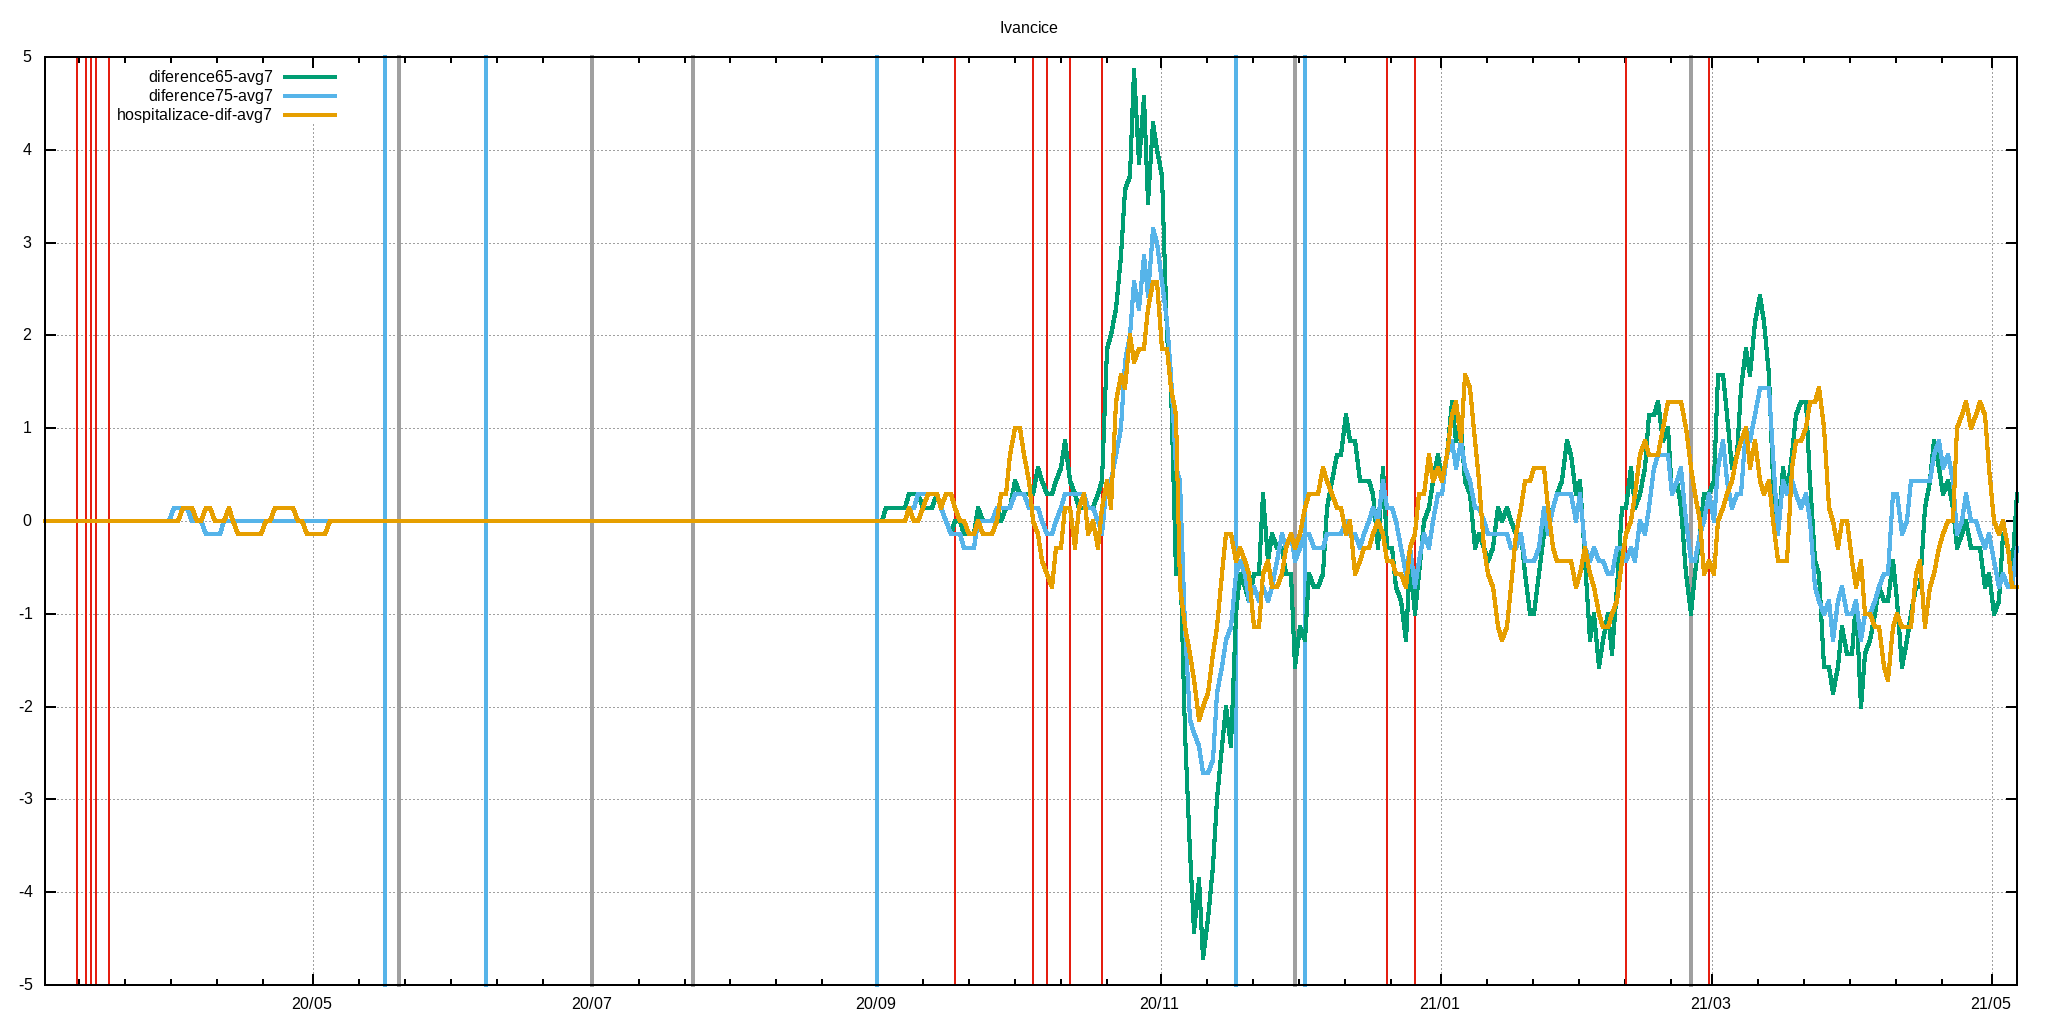 Ivancice
diference65-avg7
diference75-avg7
hospitalizace-dif-avg7
5
4
3
2
1
0
-1
-2
-3
-4
-5
20/05 20/07 20/09 20/11 21/01 21/03 21/05